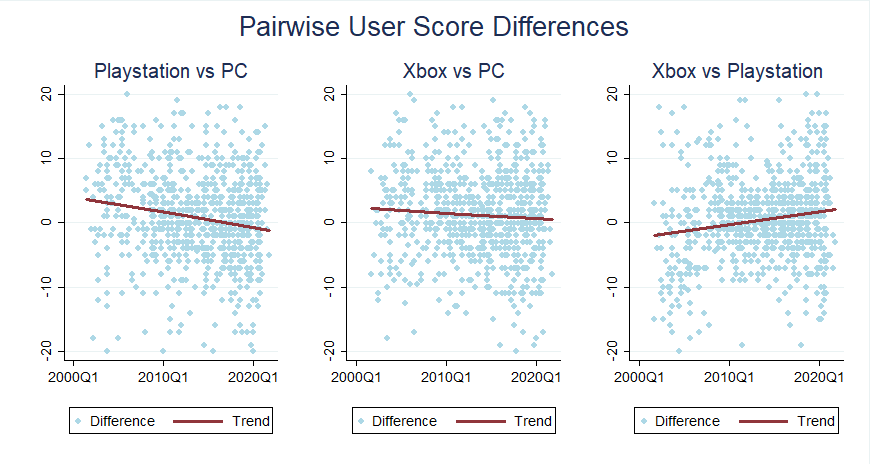 Pairwise User Score Differences
Playstation vs PC
20
10
0
-10
-20
2000Q1 2010Q1 2020Q1
Difference Trend
Xbox vs PC
20
10
0
-10
-20
2000Q1 2010Q1 2020Q1
Difference Trend
Xbox vs Playstation
20
10
0
-10
-20
2000Q1 2010Q1 2020Q1
Difference Trend